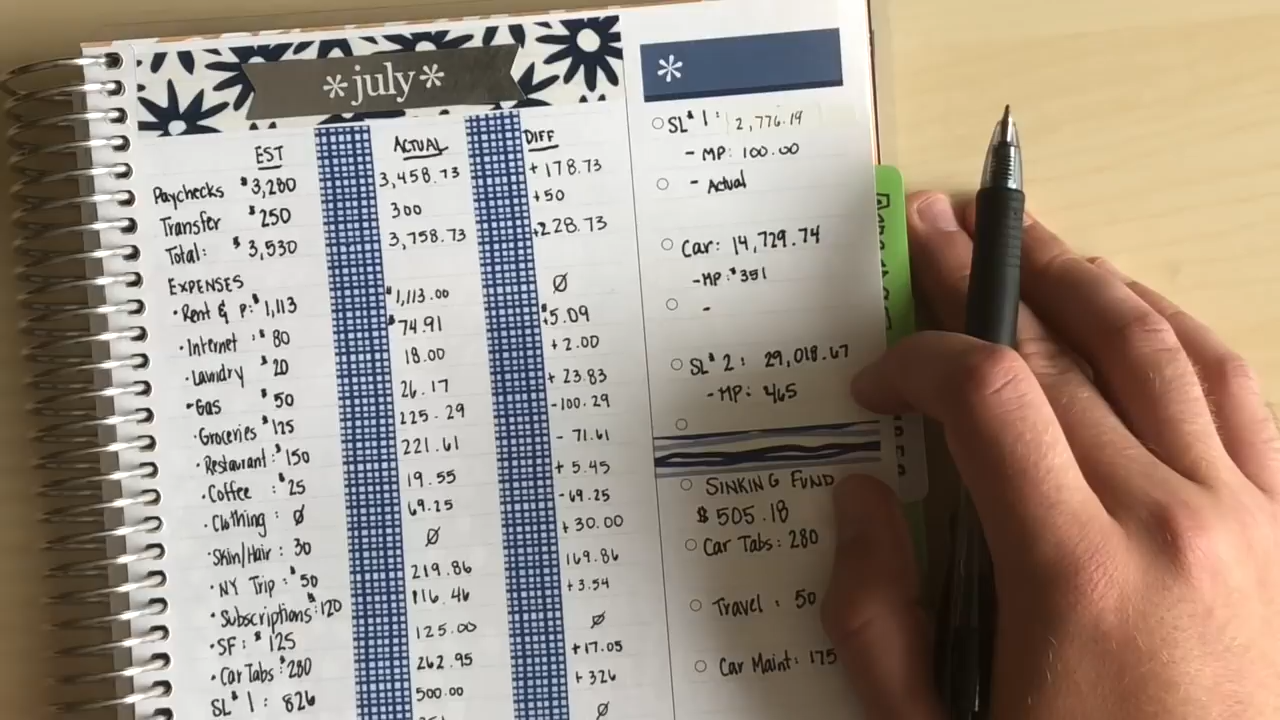 *july*
EST ACTUAL DIFF
Paychecks $3,280 3,458.73 +178.73
Transfer $250 300 +50
Total: $3,530 3,758.73 +228.73
EXPENSES
• Rent & P: $1,113 $1,113.00 Ø
• Internet : $80 $74.91 +5.09
• Laundry $20 18.00 +2.00
• Gas $50 26.17 +23.83
• Groceries $125 225.29 -100.29
• Restaurant: $150 221.61 -71.61
• Coffee : $25 19.55 +5.45
• Clothing : Ø 69.25 -69.25
• Skin/Hair : 30 Ø +30.00
• NY Trip : $50 219.86 169.86
• Subscriptions: $120 116.46 +3.54
• SF: $125 125.00 Ø
• Car Tabs: $280 262.95 +17.05
SL# 1: 826 500.00 +326
Ø
*
SL# 1: 2,776.19
- MP: 100.00
- Actual
Car: 14,729.74
- MP: $351
-
SL# 2: 29,018.67
- MP: 465
SINKING FUND
$505.18
Car Tabs: 280
Travel : 50
Car Maint: 175